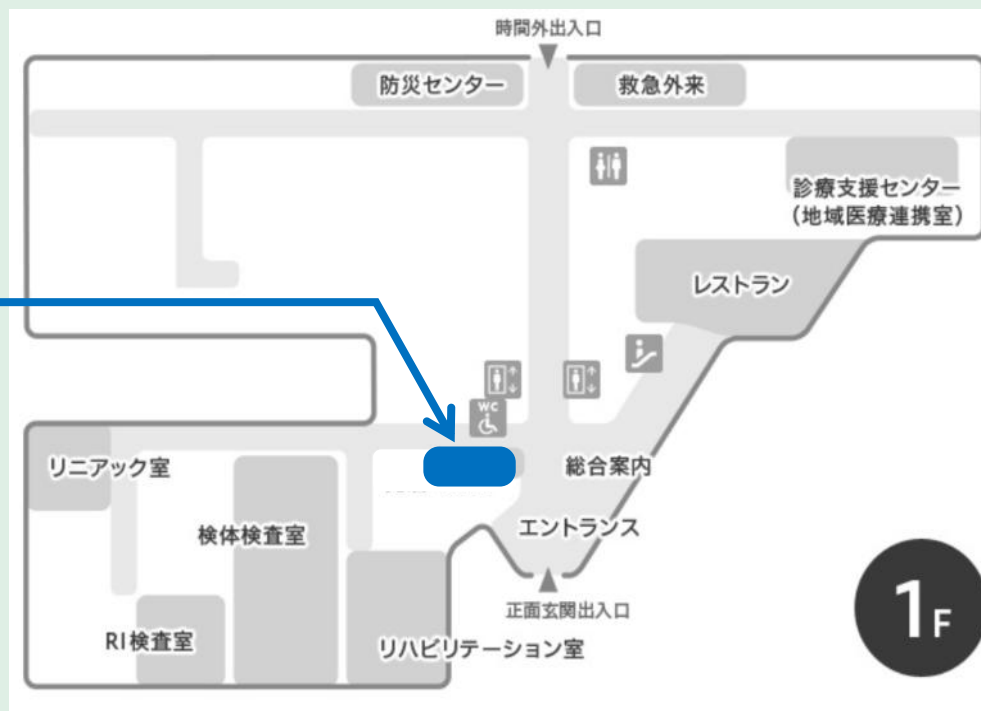 時間外出入口
防災センター
救急外来
診療支援センター
（地域医療連携室）
レストラン
WC
リニアック室
総合案内
検体検査室
エントランス
正面玄関出入口
RI検査室
リハビリテーション室
1F